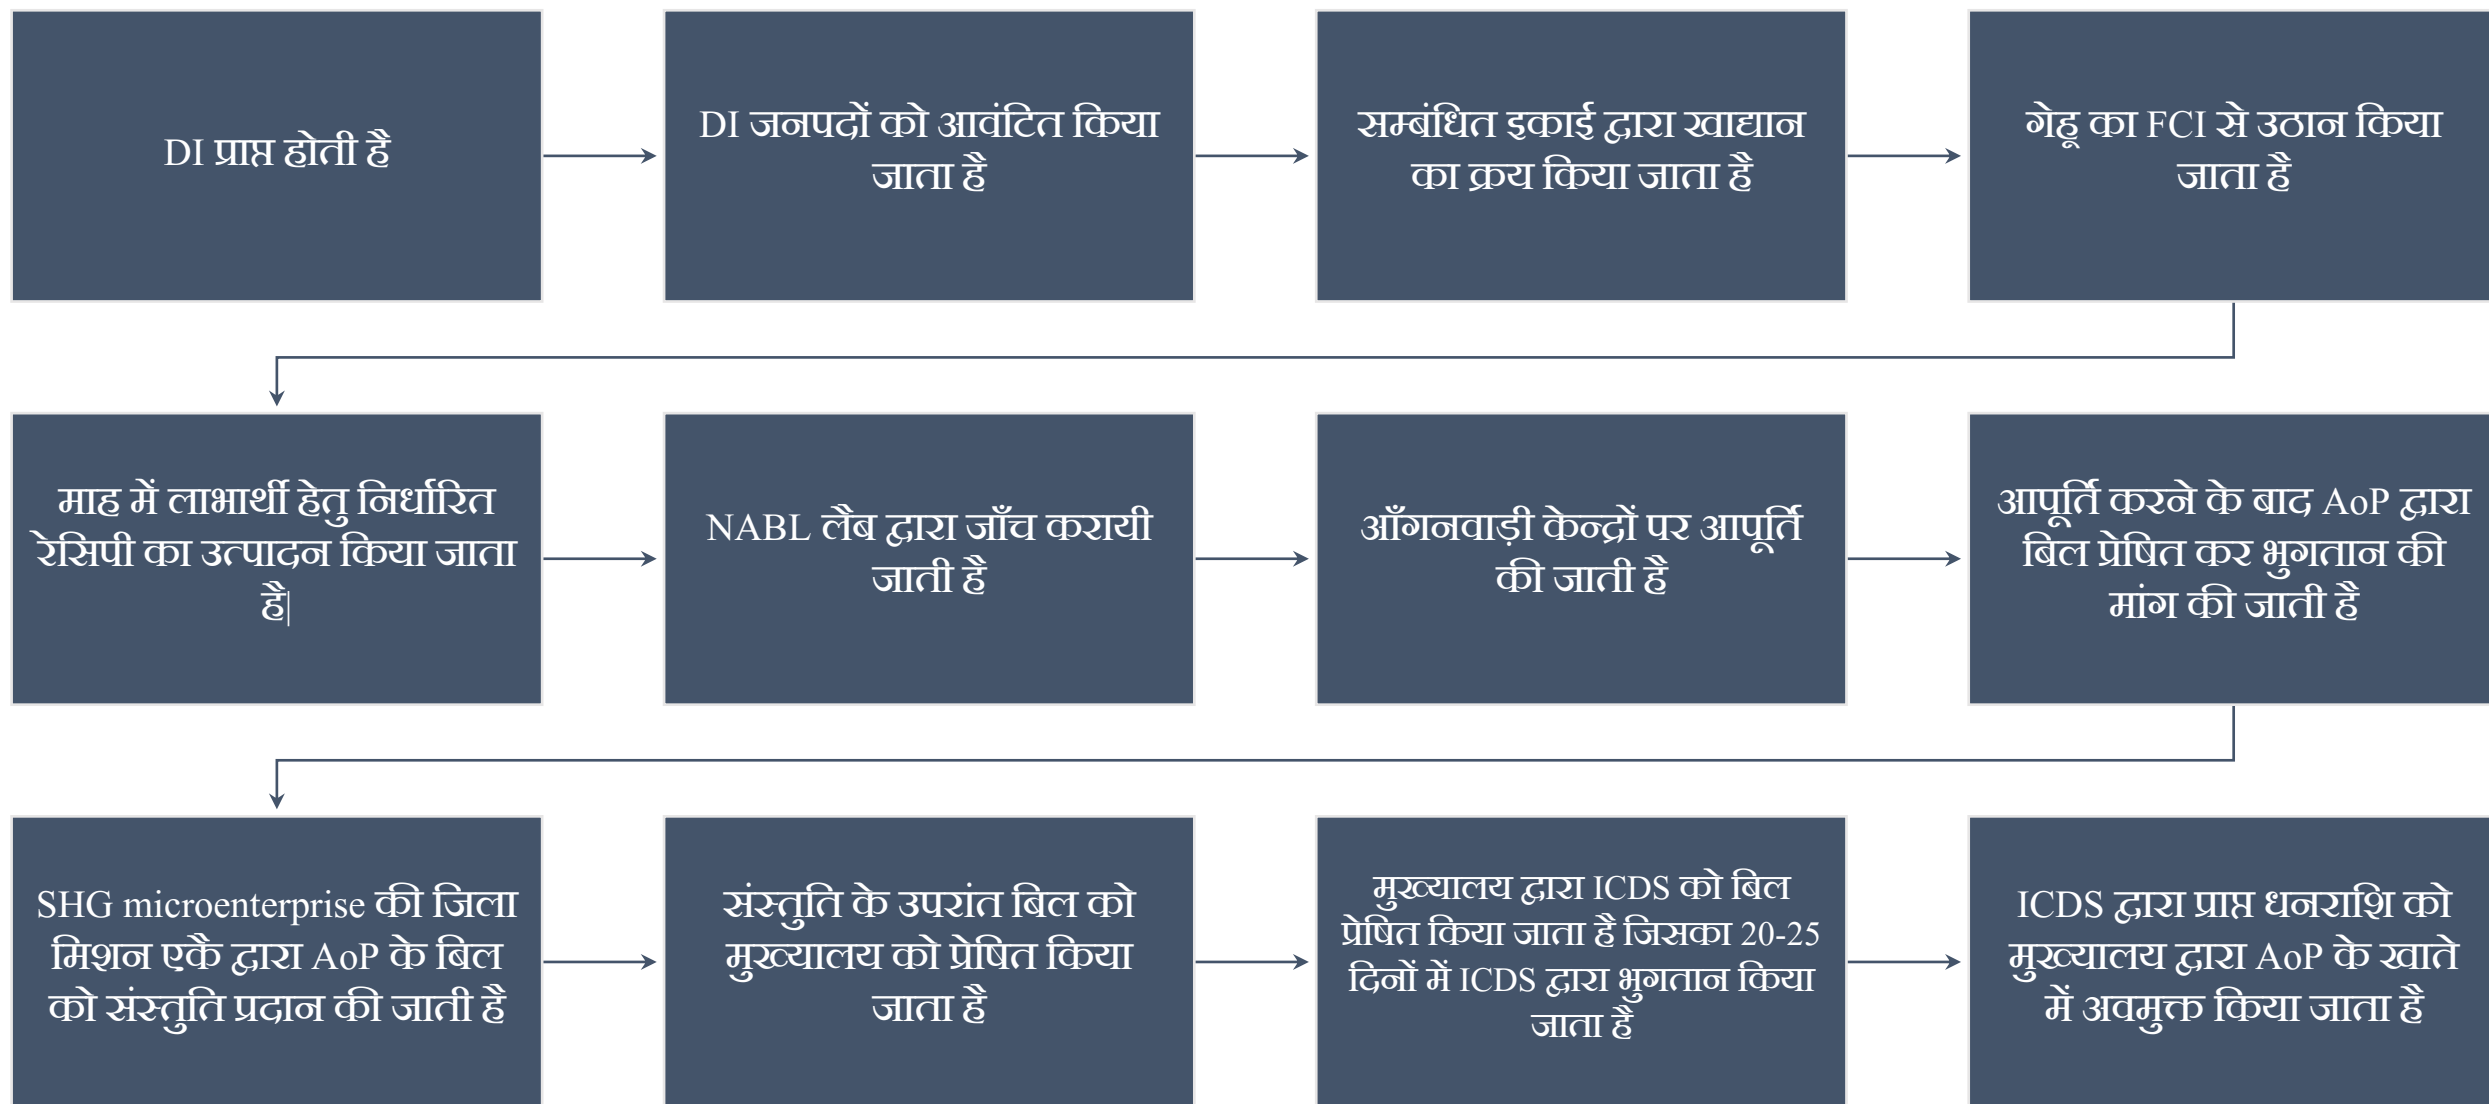 DI प्राप्त होती है
DI जनपदों को आवंटित किया
जाता है
सम्बंधित इकाई द्वारा खाद्यान
का क्रय किया जाता है
गेहू का FCI से उठान किया
जाता है
माह में लाभार्थी हेतु निर्धारित
रेसिपी का उत्पादन किया जाता
है|
NABL लैब द्वारा जाँच करायी
जाती है
आँगनवाड़ी केन्द्रों पर आपूर्ति
की जाती है
आपूर्ति करने के बाद AoP द्वारा
बिल प्रेषित कर भुगतान की
मांग की जाती है
SHG microenterprise की जिला
मिशन एकै द्वारा AoP के बिल
को संस्तुति प्रदान की जाती है
संस्तुति के उपरांत बिल को
मुख्यालय को प्रेषित किया
जाता है
मुख्यालय द्वारा ICDS को बिल
प्रेषित किया जाता है जिसका 20-25
दिनों में ICDS द्वारा भुगतान किया
जाता है
ICDS द्वारा प्राप्त धनराशि को
मुख्यालय द्वारा AoP के खाते
में अवमुक्त किया जाता है